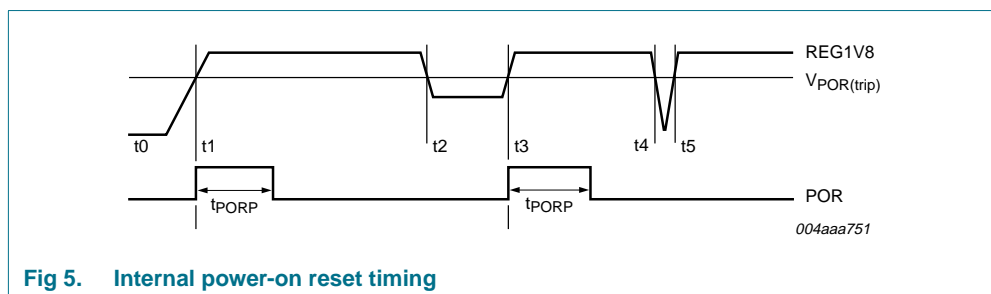 REG1V8
VPOR(trip)
t0
t1
t2
t3
t4
t5
tPORP
tPORP
POR
004aaa751
Fig 5. Internal power-on reset timing